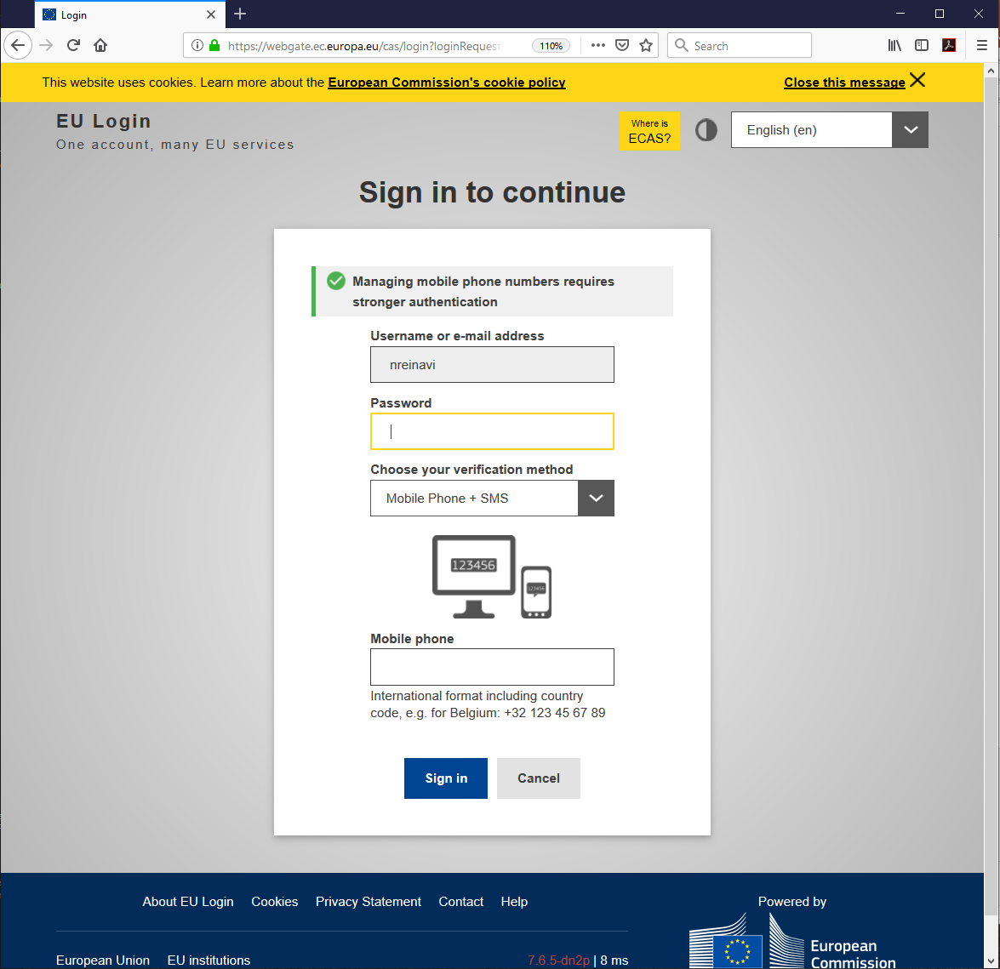 Login
https://webgate.ec.europa.eu/cas/login?loginRequest
110%
Search
This website uses cookies. Learn more about the European Commission's cookie policy
Close this message
EU Login
One account, many EU services
Where is
ECAS?
English (en)
Sign in to continue
Managing mobile phone numbers requires
stronger authentication
Username or e-mail address
nreinavi
Password
Choose your verification method
Mobile Phone + SMS
123456
123456
Mobile phone
International format including country
code, e.g. for Belgium: +32 123 45 67 89
Sign in
Cancel
About EU Login
Cookies
Privacy Statement
Contact
Help
Powered by
European Union
EU institutions
7.6.5-dn2p | 8 ms
European
Commission